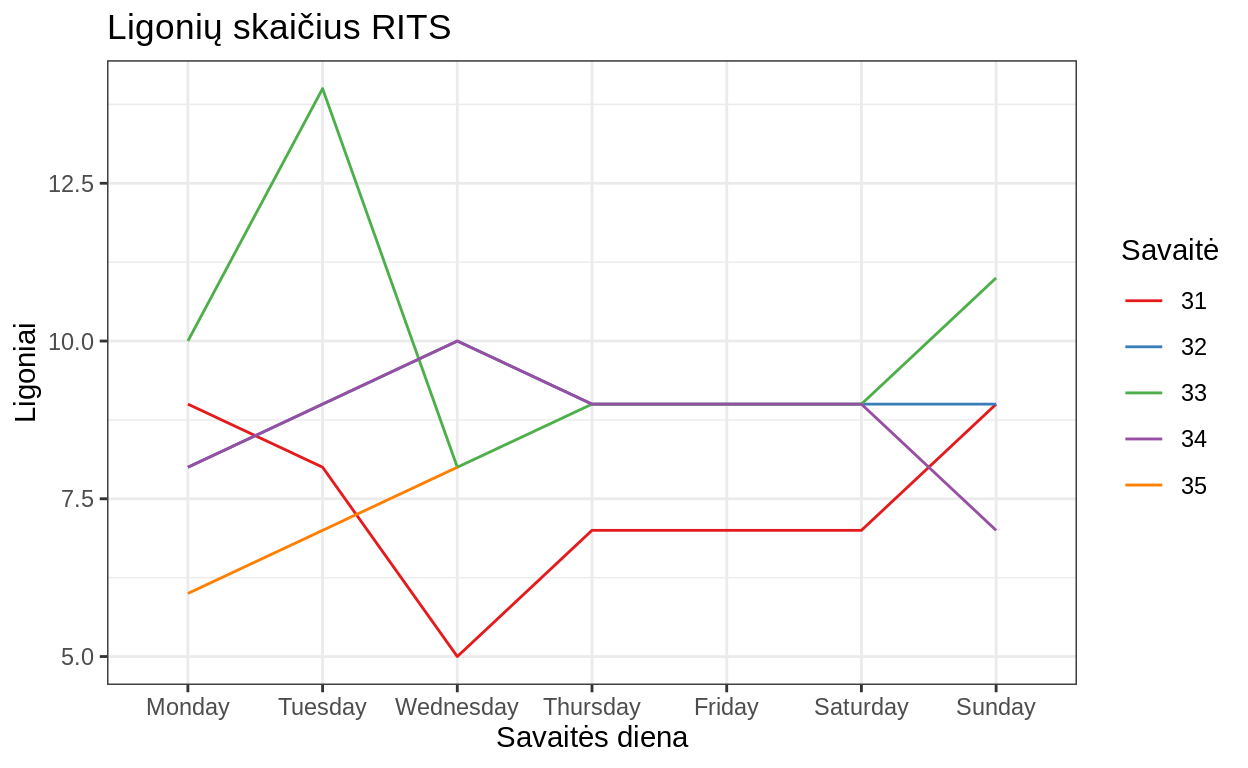 Ligonių skaičius RITS
Ligoniai
12.5
10.0
7.5
5.0
Monday Tuesday Wednesday Thursday Friday Saturday Sunday
Savaitės diena
Savaitė
31
32
33
34
35